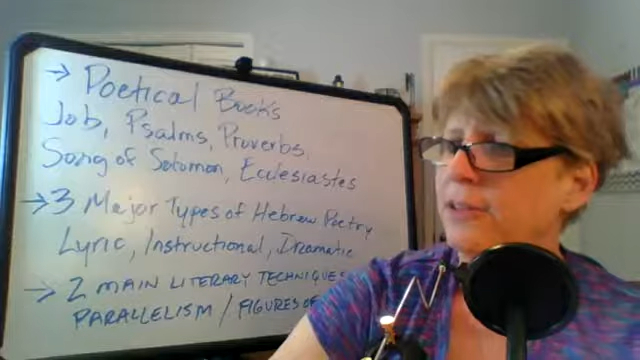 → Poetical Books
Job, Psalms, Proverbs,
Song of Solomon, Ecclesiastes
→ 3 Major Types of Hebrew Poetry
Lyric, Instructional, Dramatic
→ 2 MAIN LITERARY TECHNIQUES
PARALLELISM / FIGURES OF